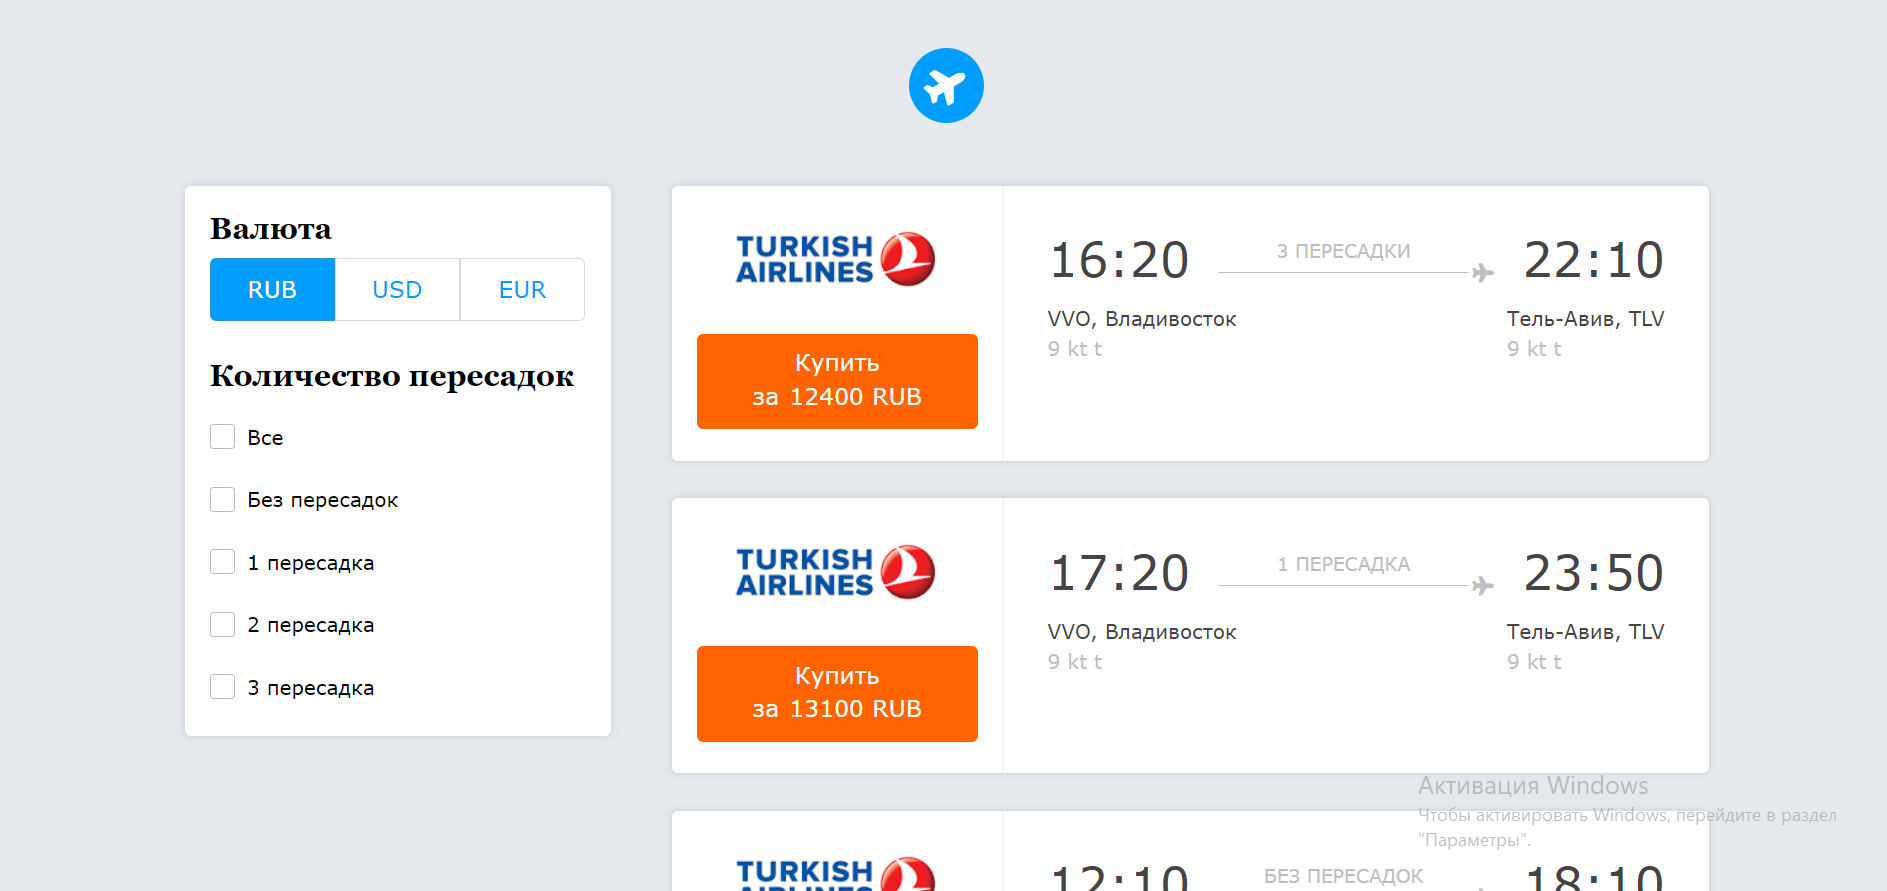 Валюта
RUB
USD
EUR
Количество пересадок
Все
Без пересадок
1 пересадка
2 пересадка
3 пересадка
TURKISH
AIRLINES
Купить
за 12400 RUB
16:20
3 ПЕРЕСАДКИ
22:10
VVO, Владивосток
Тель-Авив, TLV
9 kt t
9 kt t
TURKISH
AIRLINES
Купить
за 13100 RUB
17:20
1 ПЕРЕСАДКА
23:50
VVO, Владивосток
Тель-Авив, TLV
9 kt t
9 kt t
Активация Windows
Чтобы активировать Windows, перейдите в раздел
"Параметры".
TURKISH
AIRLINES
12:10
БЕЗ ПЕРЕСАДОК
18:10